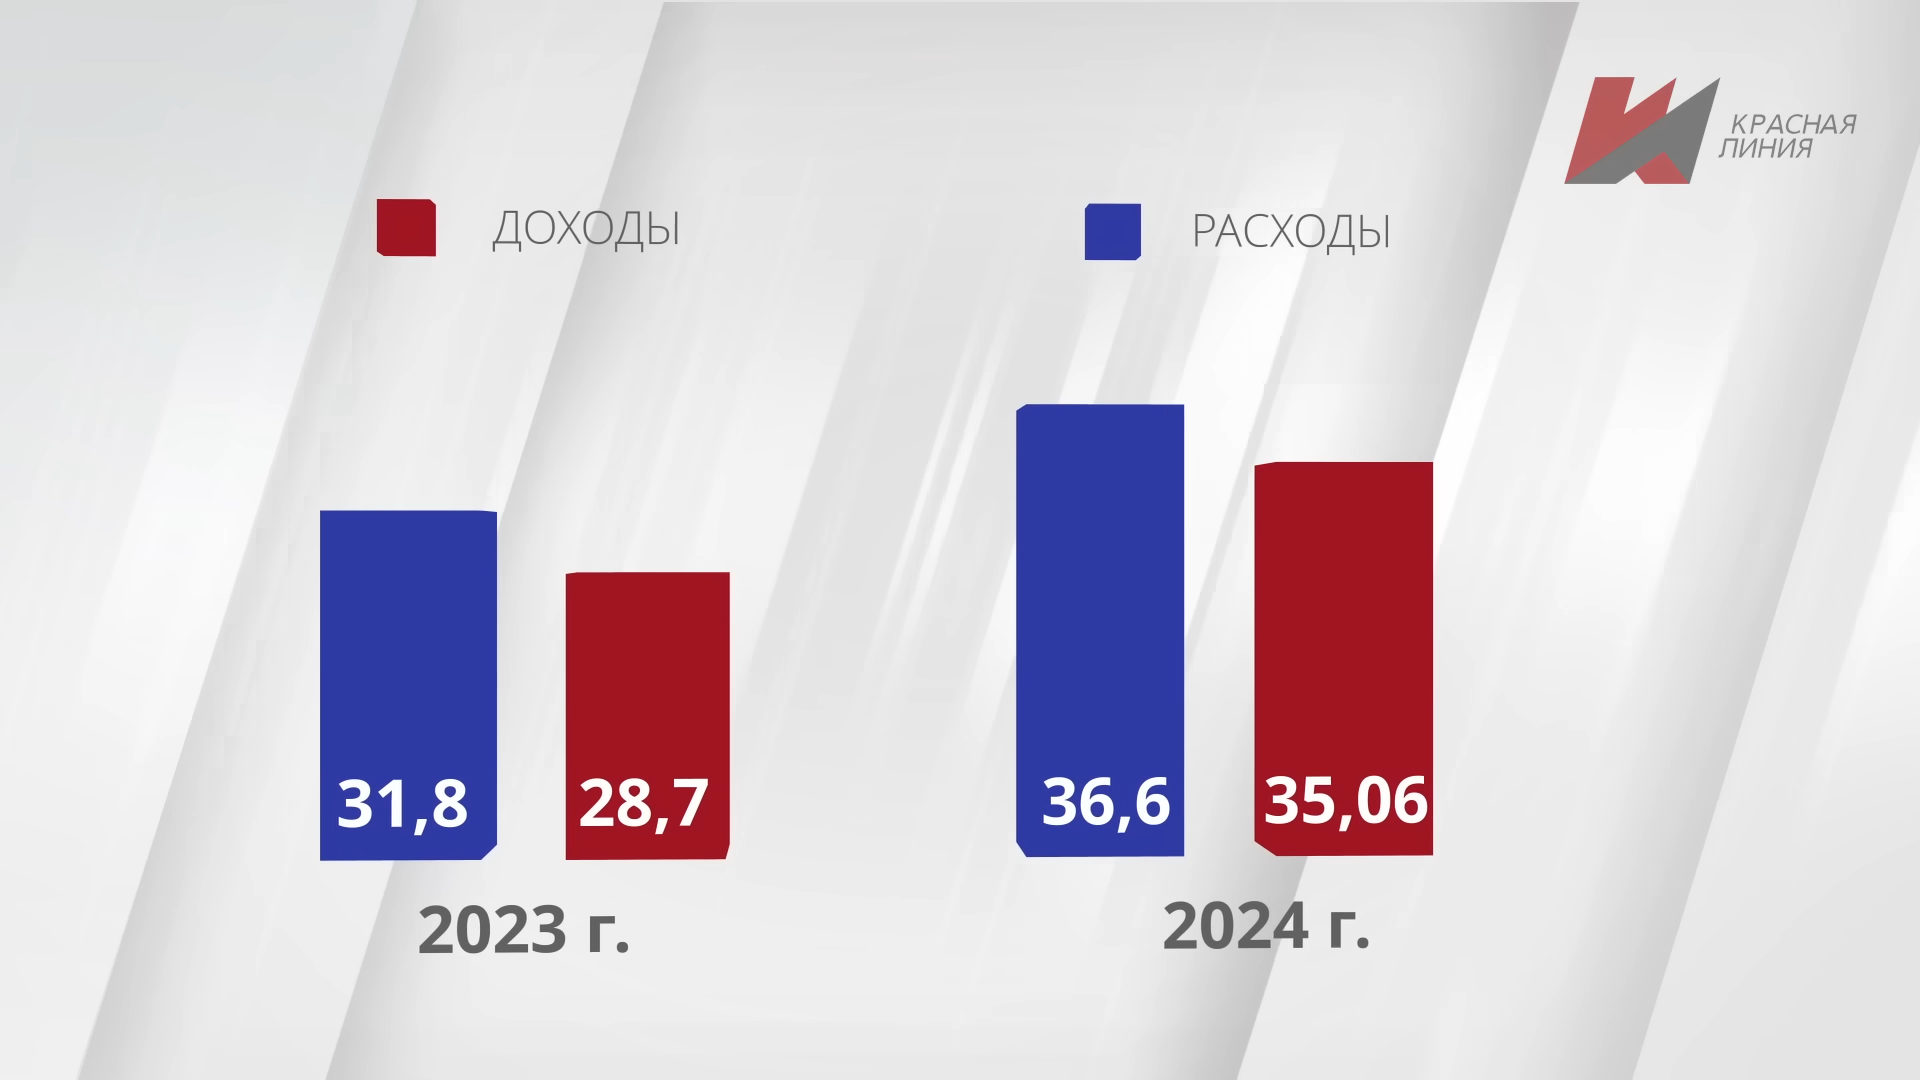 КРАСНАЯ
ЛИНИЯ
ДОХОДЫ
РАСХОДЫ
31,8
28,7
36,6
35,06
2023 г.
2024 г.